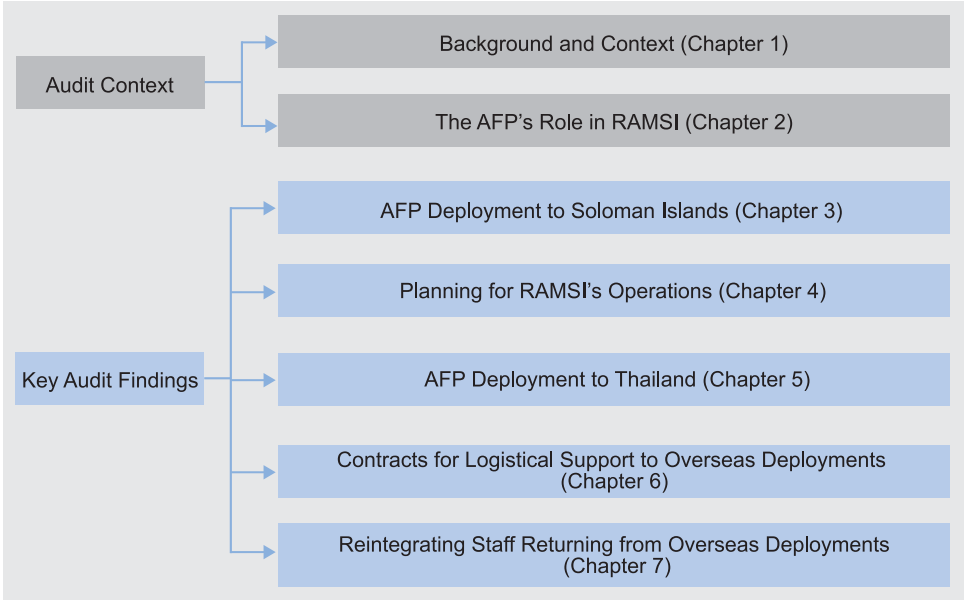 Audit Context
Background and Context (Chapter 1)
The AFP's Role in RAMSI (Chapter 2)
Key Audit Findings
AFP Deployment to Soloman Islands (Chapter 3)
Planning for RAMSI's Operations (Chapter 4)
AFP Deployment to Thailand (Chapter 5)
Contracts for Logistical Support to Overseas Deployments
(Chapter 6)
Reintegrating Staff Returning from Overseas Deployments
(Chapter 7)